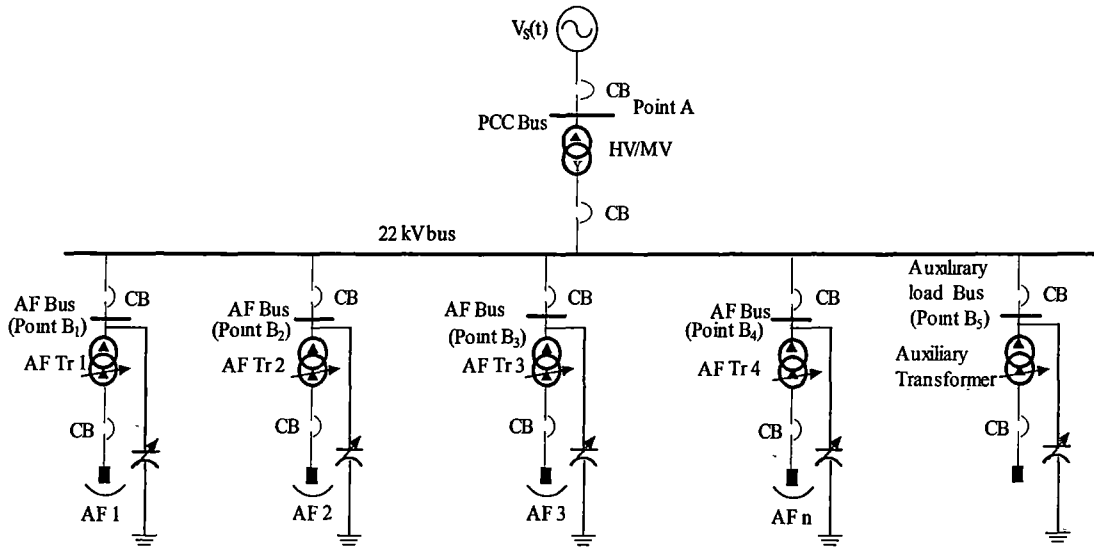 V_S(t)
CB
Point A
PCC Bus
HV/MV
Y
CB
22 kV bus
AF Bus
(Point B₁)
CB
AF Tr 1
CB
AF 1
AF Bus
(Point B₂)
CB
AF Tr 2
CB
AF 2
AF Bus
(Point B₃)
CB
AF Tr 3
CB
AF 3
AF Bus
(Point B₄)
CB
AF Tr 4
CB
AF n
Auxilirary
load Bus
(Point B₅)
CB
Auxiliary
Transformer
CB